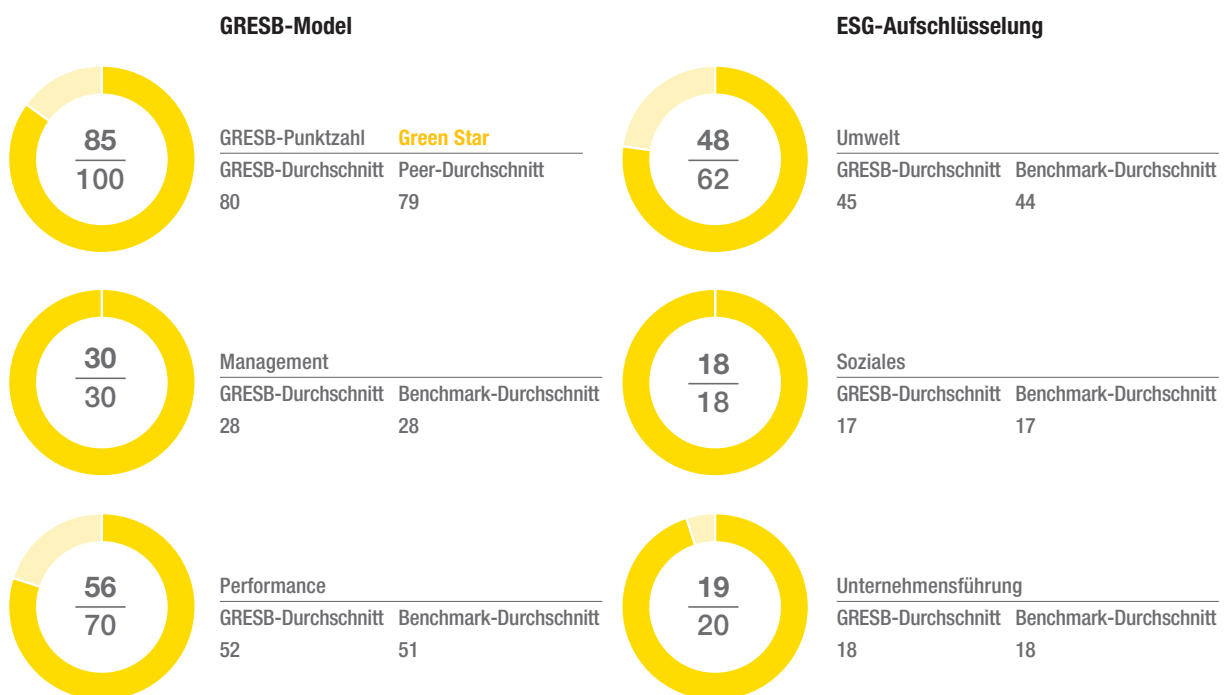 GRESB-Model
85
100
GRESB-Punktzahl Green Star
GRESB-Durchschnitt Peer-Durchschnitt
80 79
30
30
Management
GRESB-Durchschnitt Benchmark-Durchschnitt
28 28
56
70
Performance
GRESB-Durchschnitt Benchmark-Durchschnitt
52 51
ESG-Aufschlüsselung
48
62
Umwelt
GRESB-Durchschnitt Benchmark-Durchschnitt
45 44
18
18
Soziales
GRESB-Durchschnitt Benchmark-Durchschnitt
17 17
19
20
Unternehmensführung
GRESB-Durchschnitt Benchmark-Durchschnitt
18 18